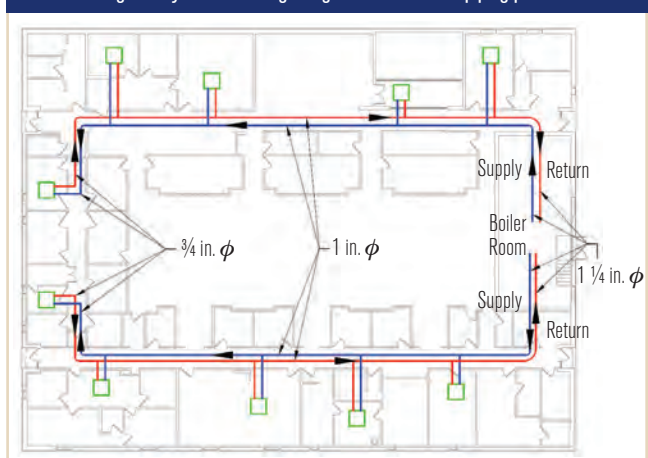 Supply
Return
Boiler
Room
¾ in. ϕ
1 in. ϕ
1 ¼ in. ϕ
Supply
Return